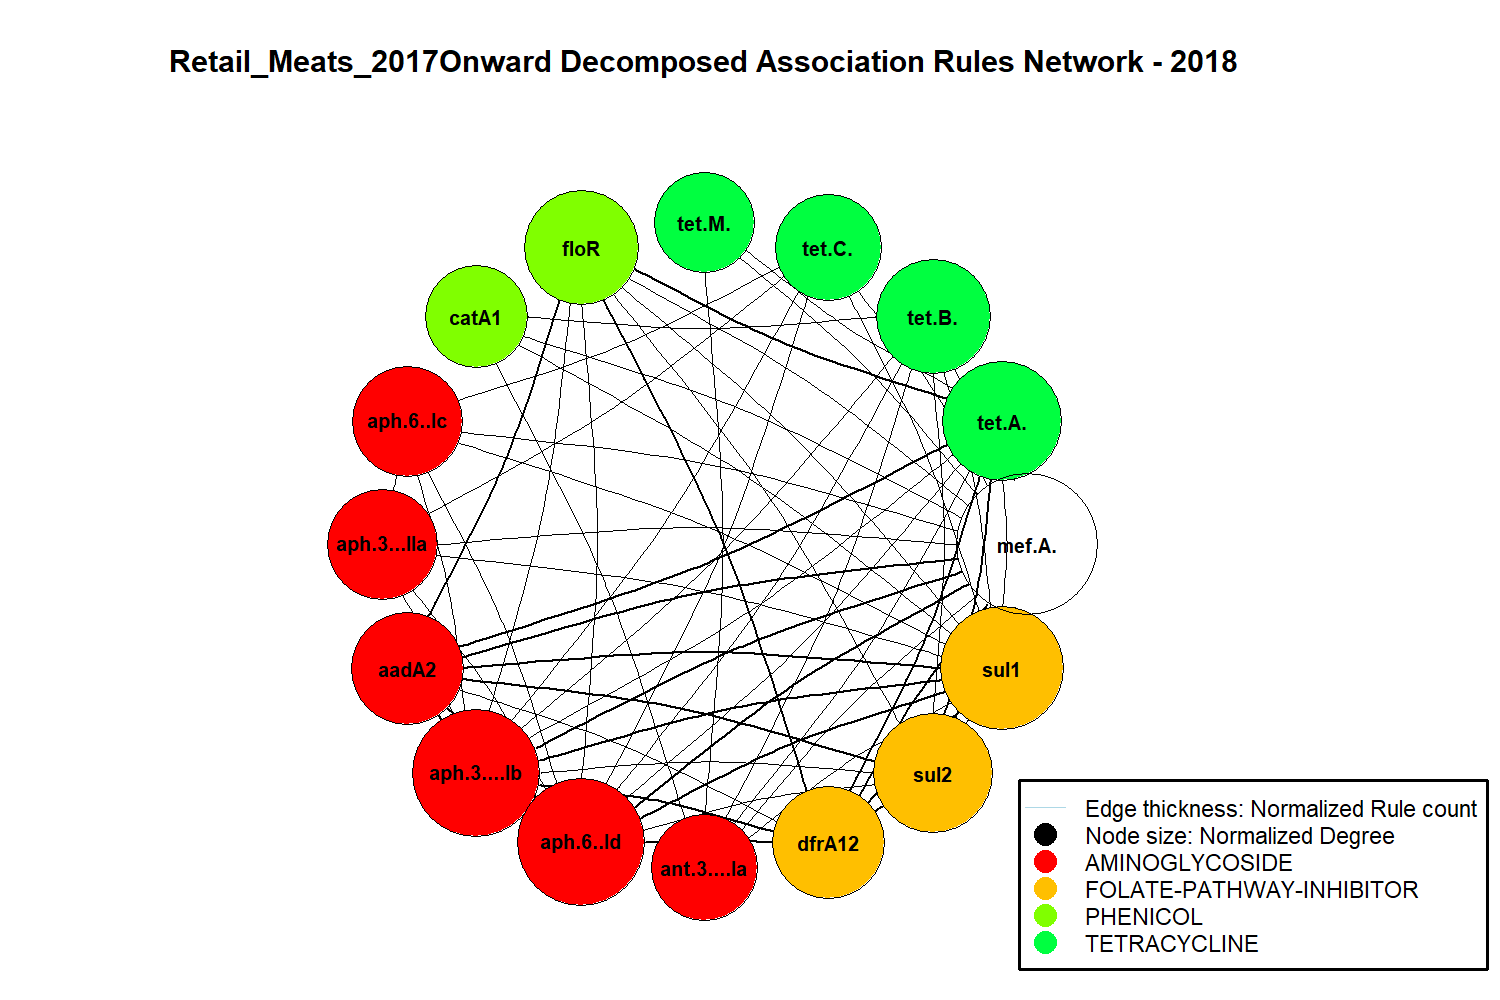 Retail_Meats_2017Onward Decomposed Association Rules Network - 2018
tet.M.
floR
tet.C.
catA1
tet.B.
aph.6..Ic
tet.A.
aph.3...IIa
mef.A.
aadA2
sul1
aph.3....Ib
sul2
aph.6..Id
dfrA12
ant.3....Ia
Edge thickness: Normalized Rule count
Node size: Normalized Degree
AMINOGLYCOSIDE
FOLATE-PATHWAY-INHIBITOR
PHENICOL
TETRACYCLINE